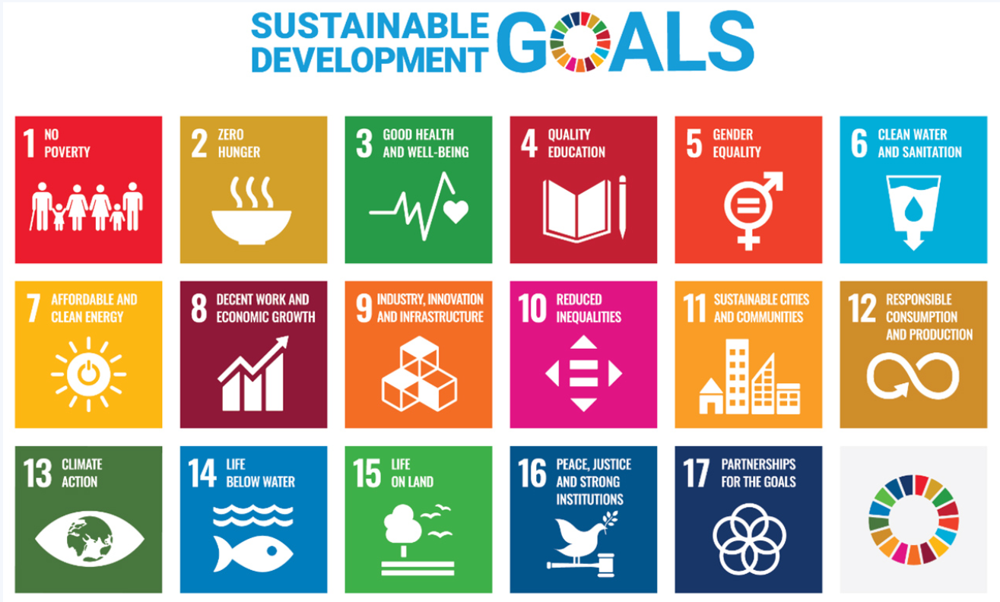 SUSTAINABLE
DEVELOPMENT GOALS
1 NO
POVERTY
2 ZERO
HUNGER
3 GOOD HEALTH
AND WELL-BEING
4 QUALITY
EDUCATION
5 GENDER
EQUALITY
6 CLEAN WATER
AND SANITATION
7 AFFORDABLE AND
CLEAN ENERGY
8 DECENT WORK AND
ECONOMIC GROWTH
9 INDUSTRY, INNOVATION
AND INFRASTRUCTURE
10 REDUCED
INEQUALITIES
11 SUSTAINABLE CITIES
AND COMMUNITIES
12 RESPONSIBLE
CONSUMPTION
AND PRODUCTION
13 CLIMATE
ACTION
14 LIFE
BELOW WATER
15 LIFE
ON LAND
16 PEACE, JUSTICE
AND STRONG
INSTITUTIONS
17 PARTNERSHIPS
FOR THE GOALS